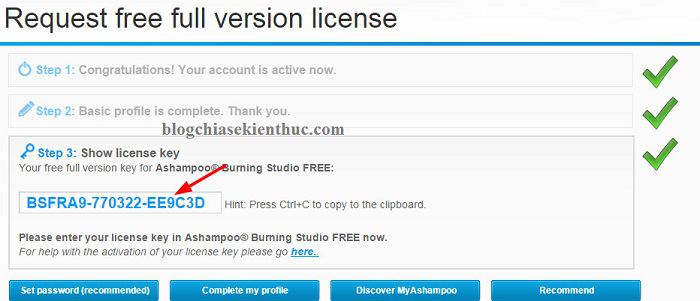 Request free full version license
Step 1: Congratulations! Your account is active now.
Step 2: Basic profile is complete. Thank you.
blogchiasekienthuc.com
Step 3: Show license key
Your free full version key for Ashampoo® Burning Studio FREE:
BSFRA9-770322-EE9C3D Hint: Press Ctrl+C to copy to the clipboard.
Please enter your license key in Ashampoo® Burning Studio FREE now.
For help with the activation of your license key please go here..
Set password (recommended) Complete my profile Discover MyAshampoo Recommend